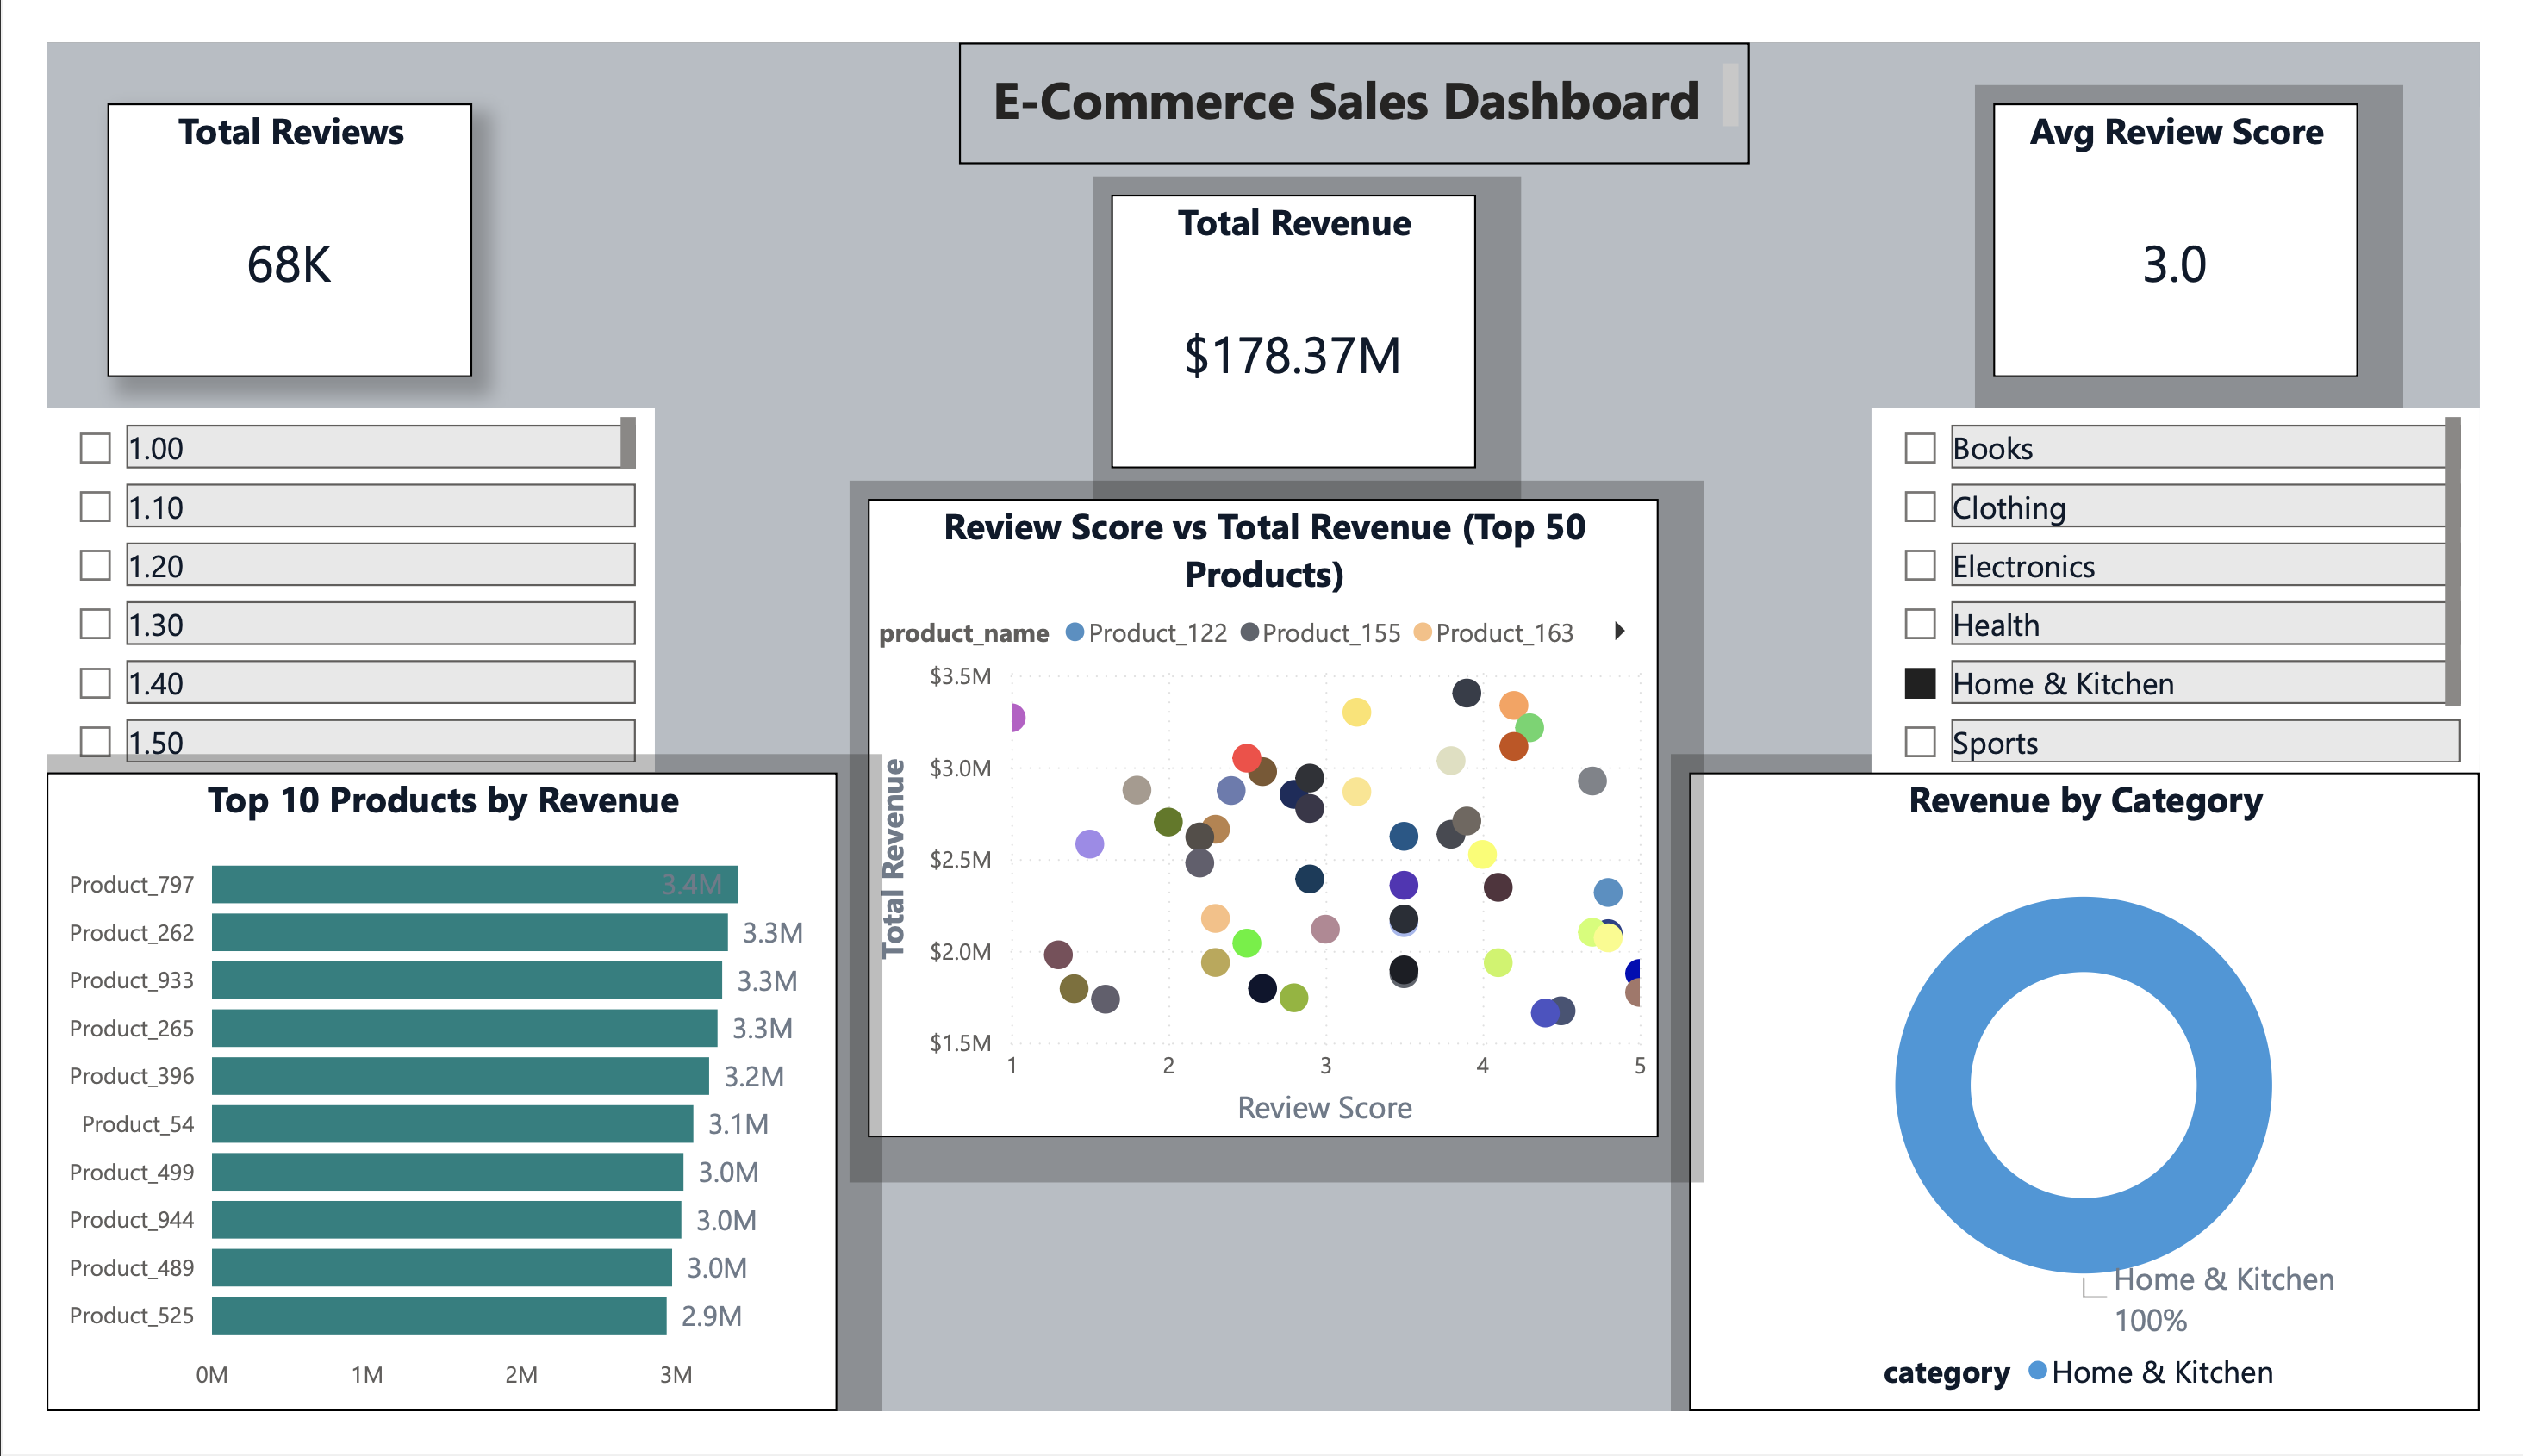 E-Commerce Sales Dashboard
Total Reviews
68K
Total Revenue
$178.37M
Avg Review Score
3.0
1.00
1.10
1.20
1.30
1.40
1.50
Books
Clothing
Electronics
Health
Home & Kitchen
Sports
Review Score vs Total Revenue (Top 50
Products)
product_name Product_122 Product_155 Product_163
Total Revenue
$3.5M
$3.0M
$2.5M
$2.0M
$1.5M
1 2 3 4 5
Review Score
Top 10 Products by Revenue
Product_797 3.4M
Product_262 3.3M
Product_933 3.3M
Product_265 3.3M
Product_396 3.2M
Product_54 3.1M
Product_499 3.0M
Product_944 3.0M
Product_489 3.0M
Product_525 2.9M
0M 1M 2M 3M
Revenue by Category
Home & Kitchen
100%
category Home & Kitchen